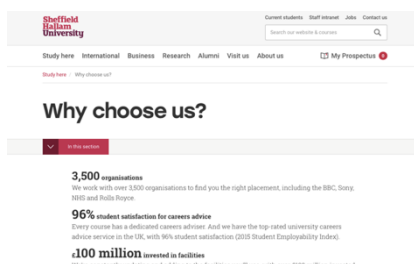 Sheffield
Hallam
University
Current students Staff intranet Jobs Contact us
Search our website & courses
Study here International Business Research Alumni Visit us About us My Prospectus 0
Study here / Why choose us?
Why choose us?
In this section
3,500 organisations
We work with over 3,500 organisations to find you the right placement, including the BBC, Sony,
NHS and Rolls Royce.
96% student satisfaction for careers advice
Every course has a dedicated careers adviser. And we have the top-rated university careers
advice service in the UK, with 96% student satisfaction (2015 Student Employability Index).
£100 million invested in facilities